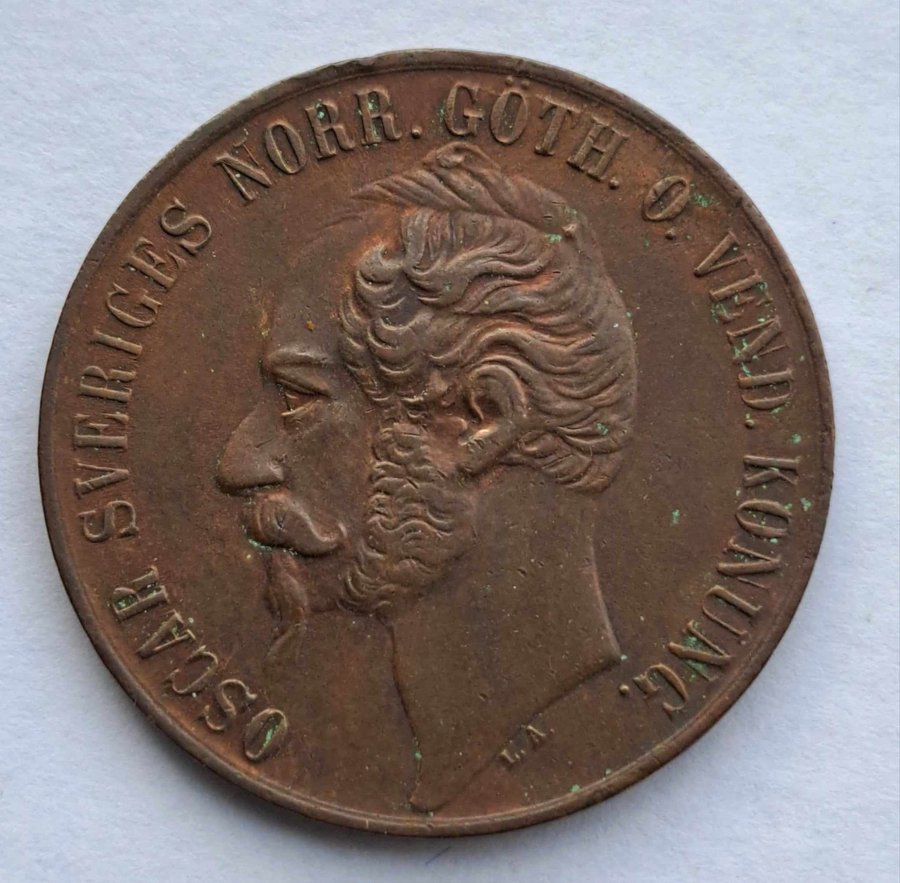 OSCAR SVERIGES NORR. GÖTH. O. VEND. KONUNG.
L. A.